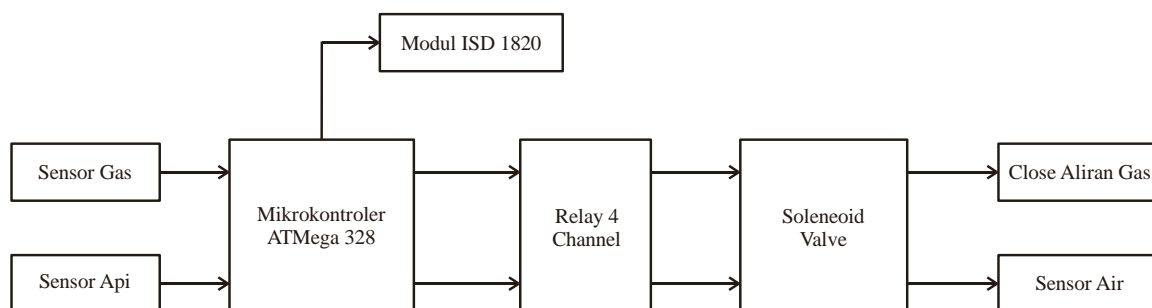 Modul ISD 1820
Sensor Gas
Mikrokontroler
ATMega 328
Relay 4
Channel
Soleneoid
Valve
Close Aliran Gas
Sensor Api
Sensor Air